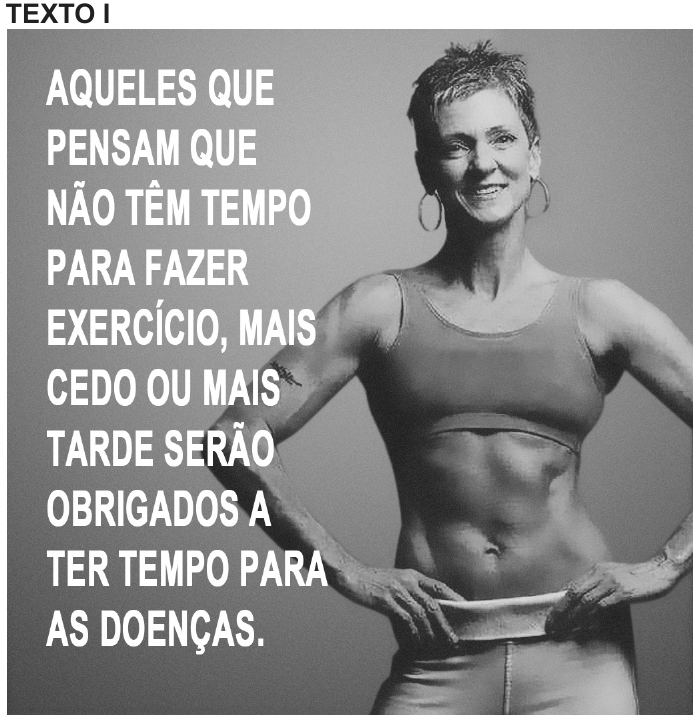 TEXTO I
AQUELES QUE
PENSAM QUE
NÃO TÊM TEMPO
PARA FAZER
EXERCÍCIO, MAIS
CEDO OU MAIS
TARDE SERÃO
OBRIGADOS A
TER TEMPO PARA
AS DOENÇAS.